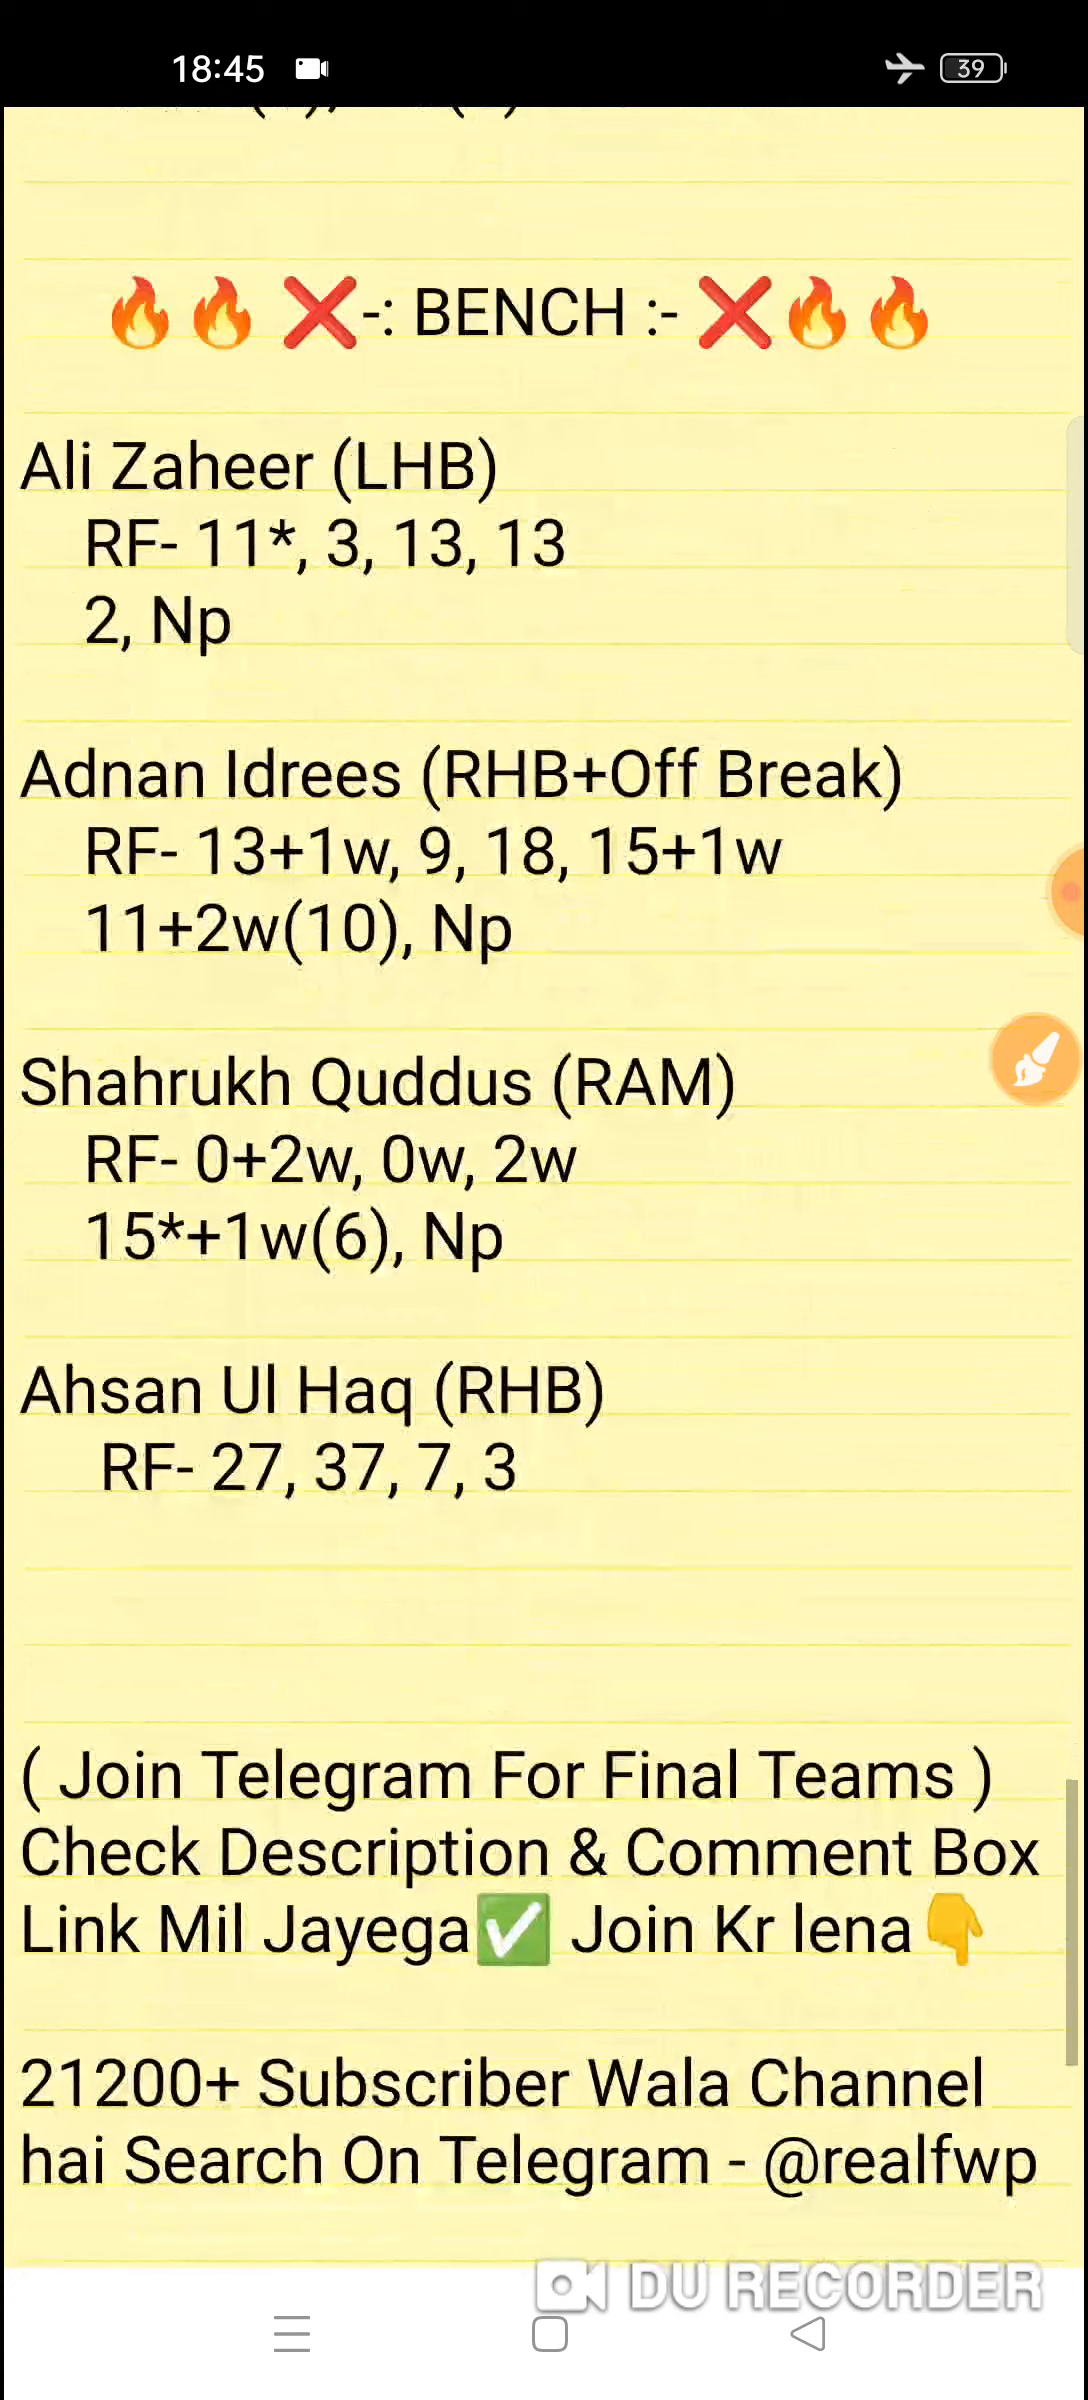 18:45
39
🔥🔥 ❌-: BENCH :- ❌🔥🔥
Ali Zaheer (LHB)
RF- 11*, 3, 13, 13
2, Np
Adnan Idrees (RHB+Off Break)
RF- 13+1w, 9, 18, 15+1w
11+2w(10), Np
Shahrukh Quddus (RAM)
RF- 0+2w, 0w, 2w
15*+1w(6), Np
Ahsan Ul Haq (RHB)
RF- 27, 37, 7, 3
( Join Telegram For Final Teams )
Check Description & Comment Box
Link Mil Jayega✅ Join Kr lena👇
21200+ Subscriber Wala Channel
hai Search On Telegram - @realfwp
DU RECORDER